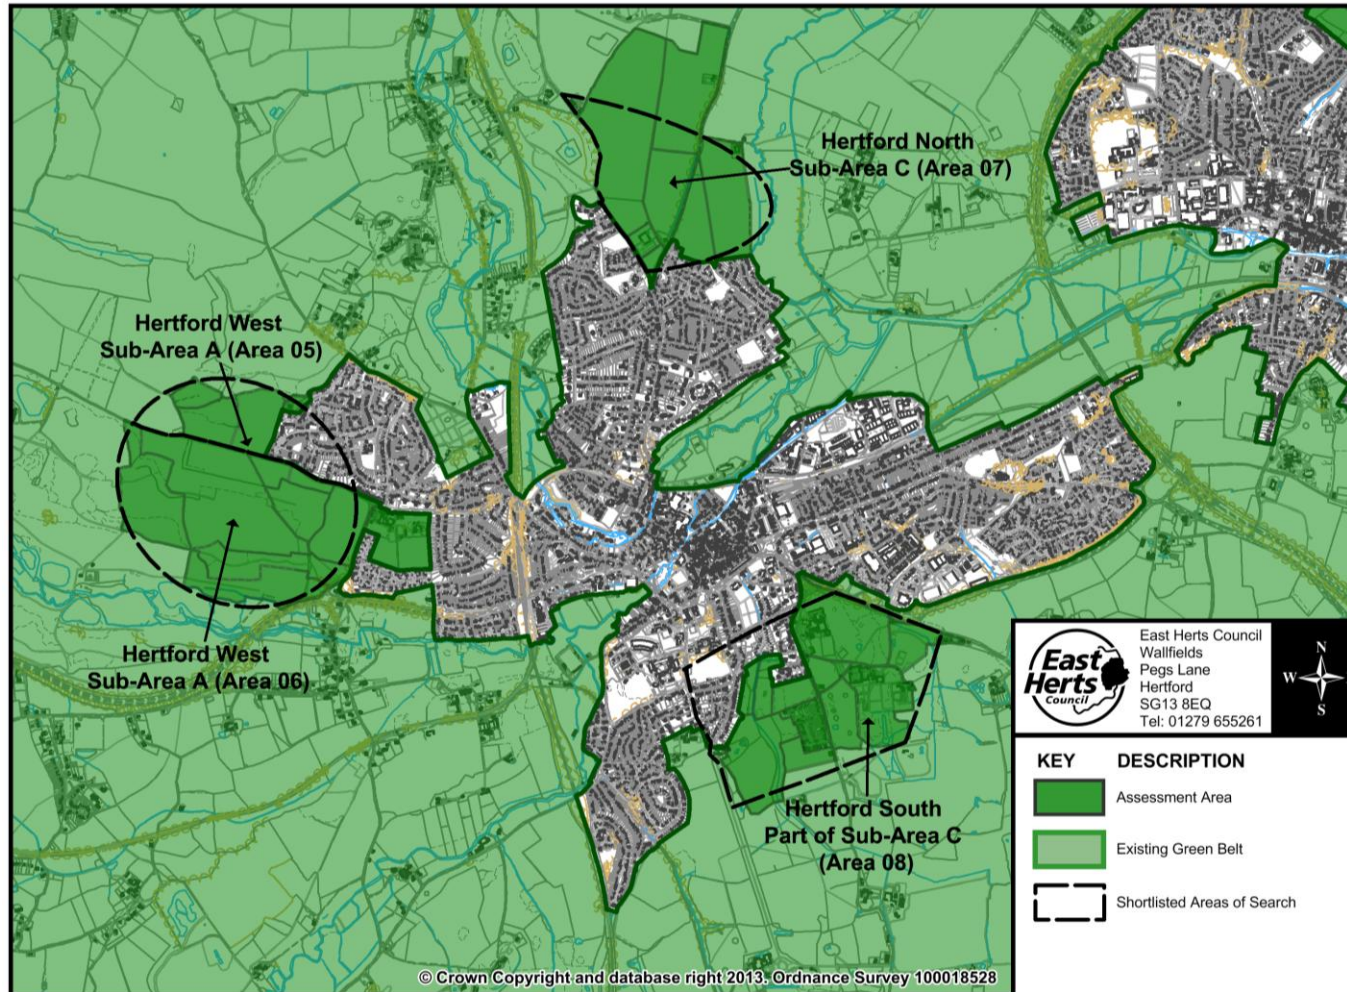 Hertford North
Sub-Area C (Area 07)
Hertford West
Sub-Area A (Area 05)
Hertford West
Sub-Area A (Area 06)
Hertford South
Part of Sub-Area C
(Area 08)
East
Herts
Council
East Herts Council
Wallfields
Pegs Lane
Hertford
SG13 8EQ
Tel: 01279 655261
N
W
S
KEY DESCRIPTION
Assessment Area
Existing Green Belt
Shortlisted Areas of Search
© Crown Copyright and database right 2013. Ordnance Survey 100018528